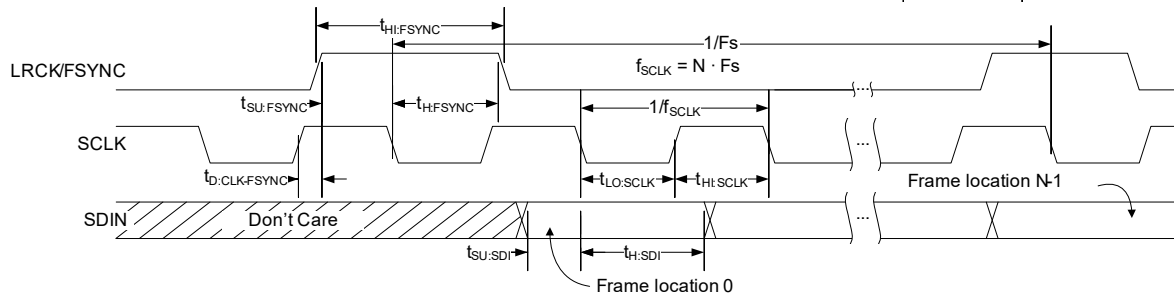 tHI:FSYNC
1/Fs
LRCK/FSYNC
fSCLK = N · Fs
...
tSU:FSYNC
tH:FSYNC
1/fSCLK
SCLK
...
tD:CLK-FSYNC
tLO:SCLK
tHI:SCLK
Frame location N-1
SDIN
Don't Care
...
tSU:SDI
tH:SDI
Frame location 0